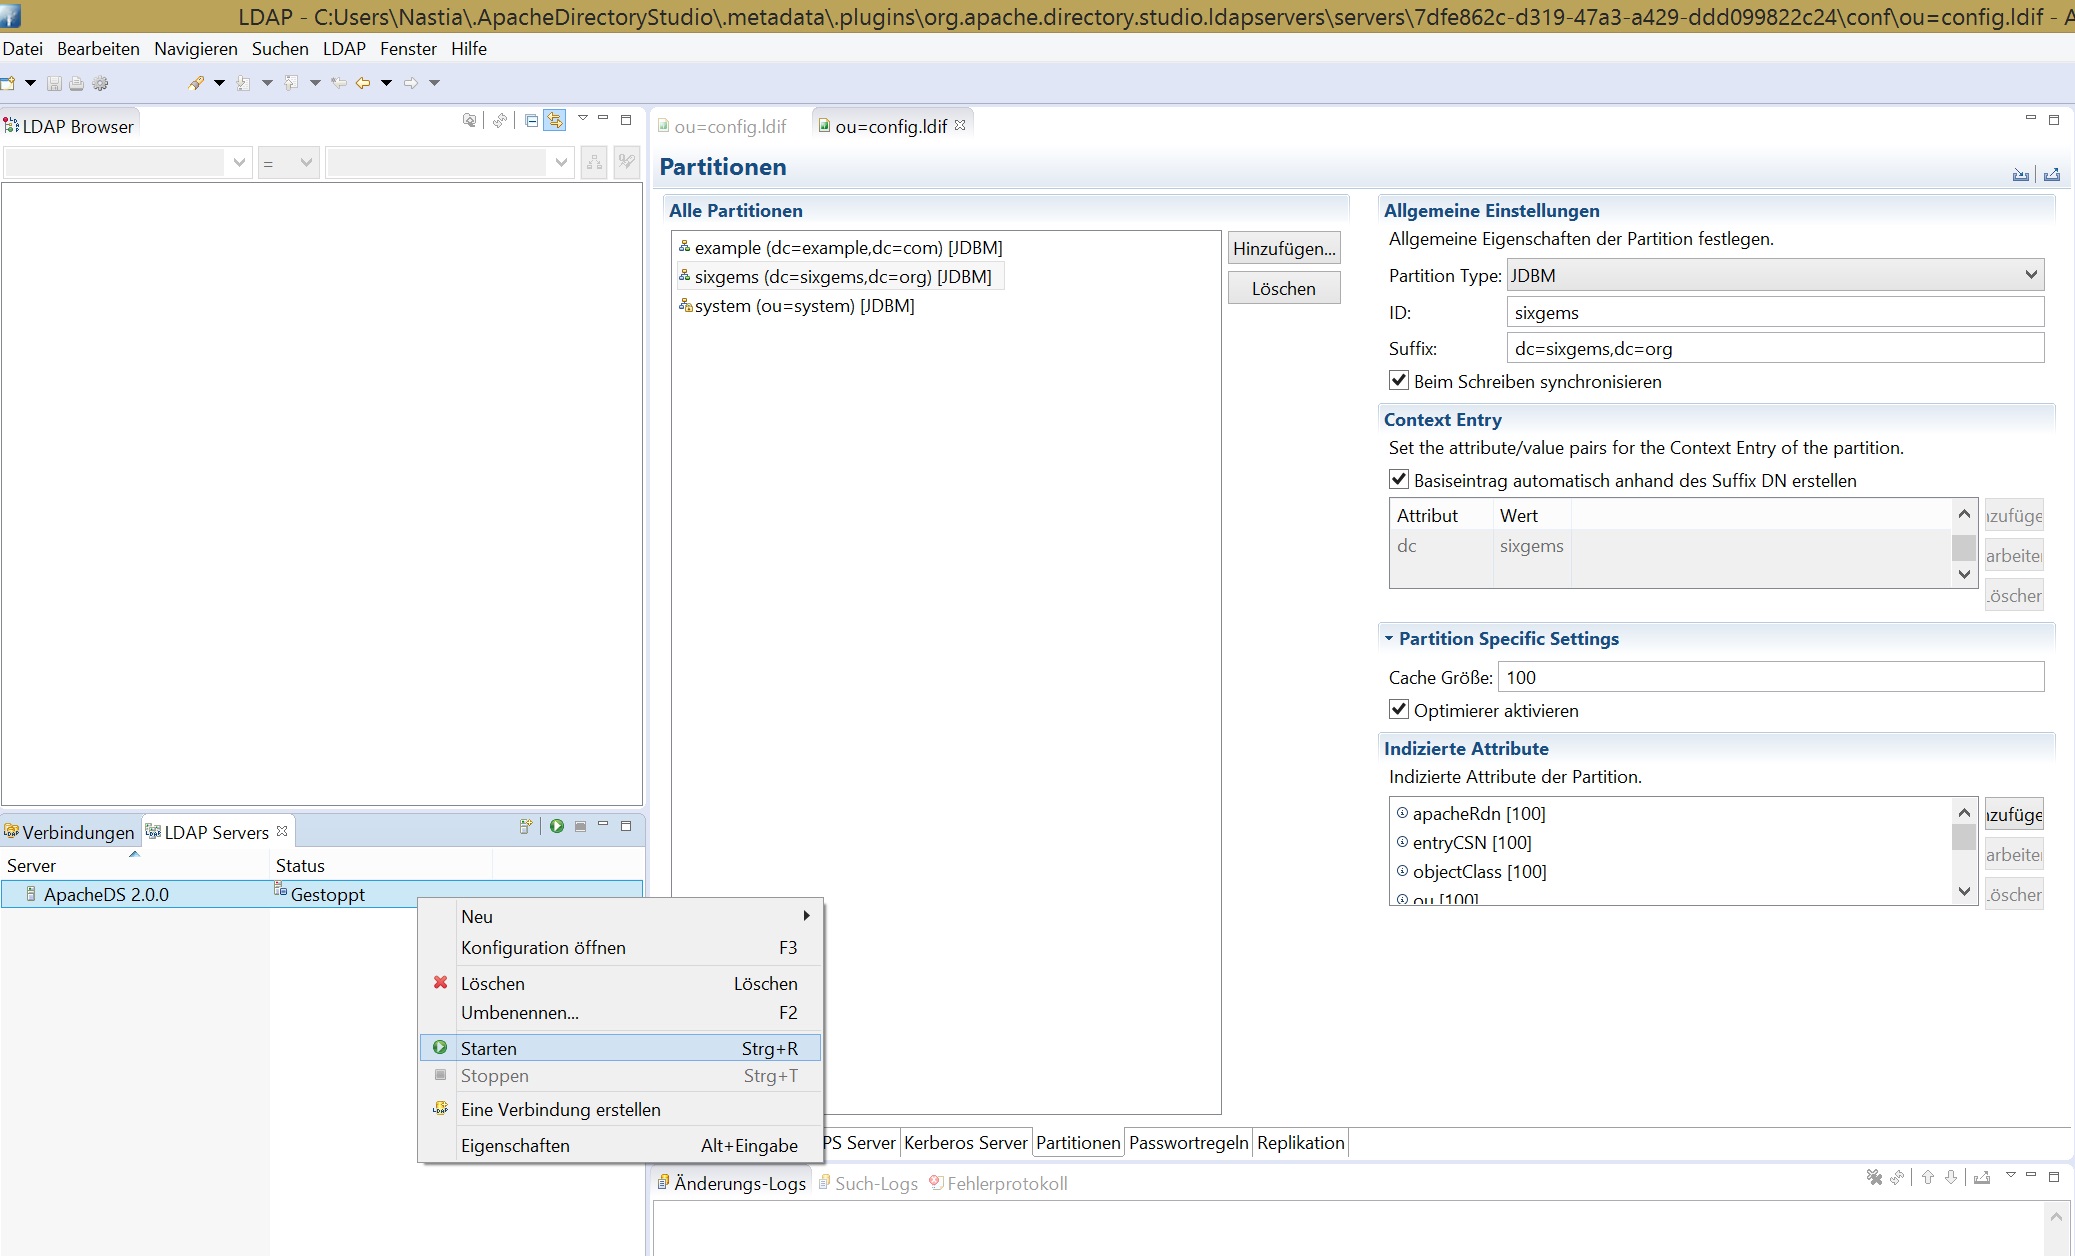 LDAP - C:\Users\Nastia\.ApacheDirectoryStudio\.metadata\.plugins\org.apache.directory.studio.ldapservers\servers\7dfe862c-d319-47a3-a429-ddd099822c24\conf\ou=config.ldif - A
Datei Bearbeiten Navigieren Suchen LDAP Fenster Hilfe
LDAP Browser
=
ou=config.ldif
ou=config.ldif
Partitionen
Alle Partitionen
example (dc=example,dc=com) [JDBM]
sixgems (dc=sixgems,dc=org) [JDBM]
system (ou=system) [JDBM]
Hinzufügen...
Löschen
Allgemeine Einstellungen
Allgemeine Eigenschaften der Partition festlegen.
Partition Type: JDBM
ID: sixgems
Suffix: dc=sixgems,dc=org
Beim Schreiben synchronisieren
Context Entry
Set the attribute/value pairs for the Context Entry of the partition.
Basiseintrag automatisch anhand des Suffix DN erstellen
Attribut Wert
dc sixgems
nzufüge
arbeite
Löschen
Partition Specific Settings
Cache Größe: 100
Optimierer aktivieren
Indizierte Attribute
Indizierte Attribute der Partition.
apacheRdn [100]
entryCSN [100]
objectClass [100]
ou [100]
nzufüge
arbeite
Löschen
Verbindungen LDAP Servers
Server Status
ApacheDS 2.0.0 Gestoppt
Neu
Konfiguration öffnen F3
Löschen Löschen
Umbenennen... F2
Starten Strg+R
Stoppen Strg+T
Eine Verbindung erstellen
Eigenschaften Alt+Eingabe
PS Server Kerberos Server Partitionen Passwortregeln Replikation
Änderungs-Logs Such-Logs Fehlerprotokoll